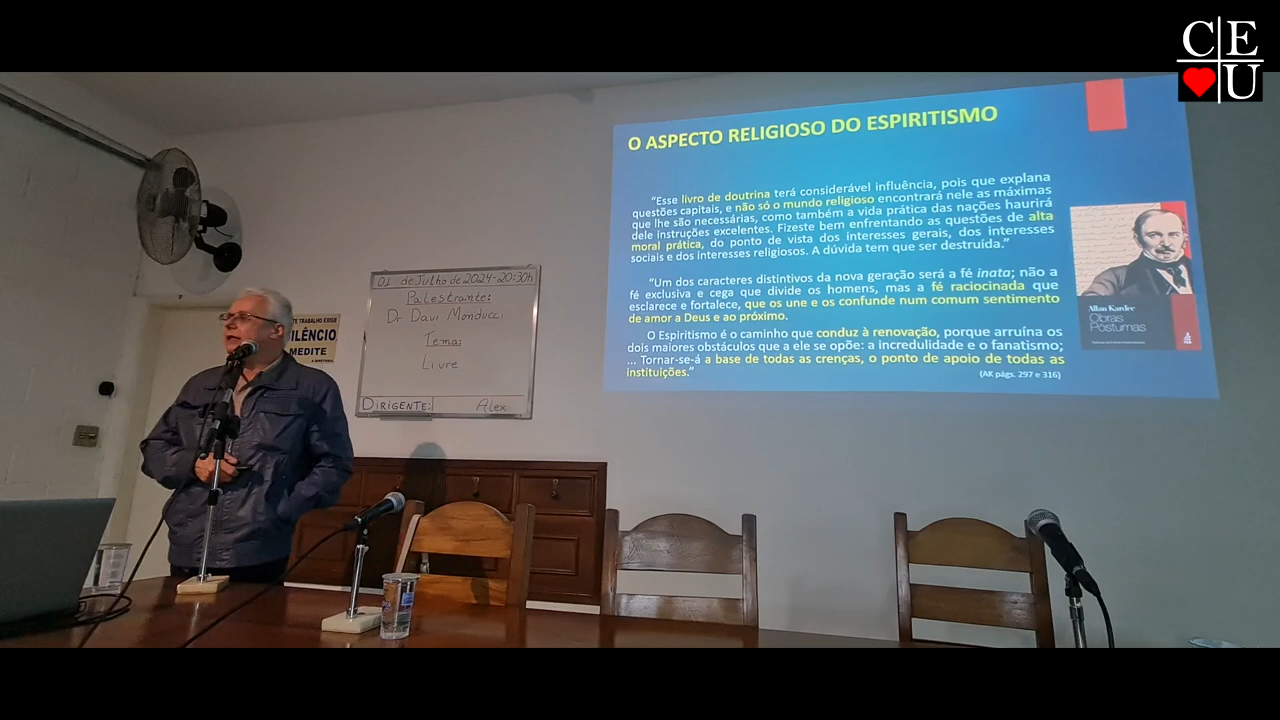 C E
U
O ASPECTO RELIGIOSO DO ESPIRITISMO
“Esse livro de doutrina terá considerável influência, pois que explana
questões capitais, e não só o mundo religioso encontrará nele as máximas
que lhe são necessárias, como também a vida prática das nações haurirá
dele instruções excelentes. Fizeste bem enfrentando as questões de alta
moral prática, do ponto de vista dos interesses gerais, dos interesses
sociais e dos interesses religiosos. A dúvida tem que ser destruída.”
“Um dos caracteres distintivos da nova geração será a fé inata; não a
fé exclusiva e cega que divide os homens, mas a fé raciocinada que
esclarece e fortalece, que os une e os confunde num comum sentimento
de amor a Deus e ao próximo.
O Espiritismo é o caminho que conduz à renovação, porque arruína os
dois maiores obstáculos que a ele se opõe: a incredulidade e o fanatismo;
... Tornar-se-á a base de todas as crenças, o ponto de apoio de todas as
instituições.”
(AK págs. 297 e 316)
Allan Kardec
Obras
Póstumas
01 de Julho de 2024-20:30h
Palestrante:
Dr Davi Monducci
Tema:
Livre
DIRIGENTE: Alex
TE TRABALHO EXIGE
ILÊNCIO
MEDITE